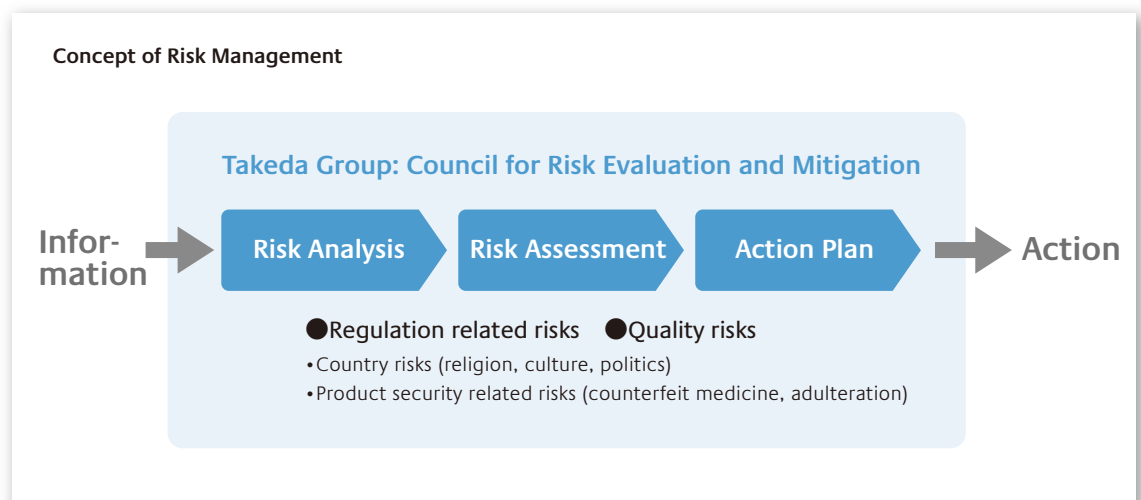 Concept of Risk Management
Takeda Group: Council for Risk Evaluation and Mitigation
Infor-
mation
Risk Analysis
Risk Assessment
Action Plan
Action
●Regulation related risks ●Quality risks
•Country risks (religion, culture, politics)
•Product security related risks (counterfeit medicine, adulteration)